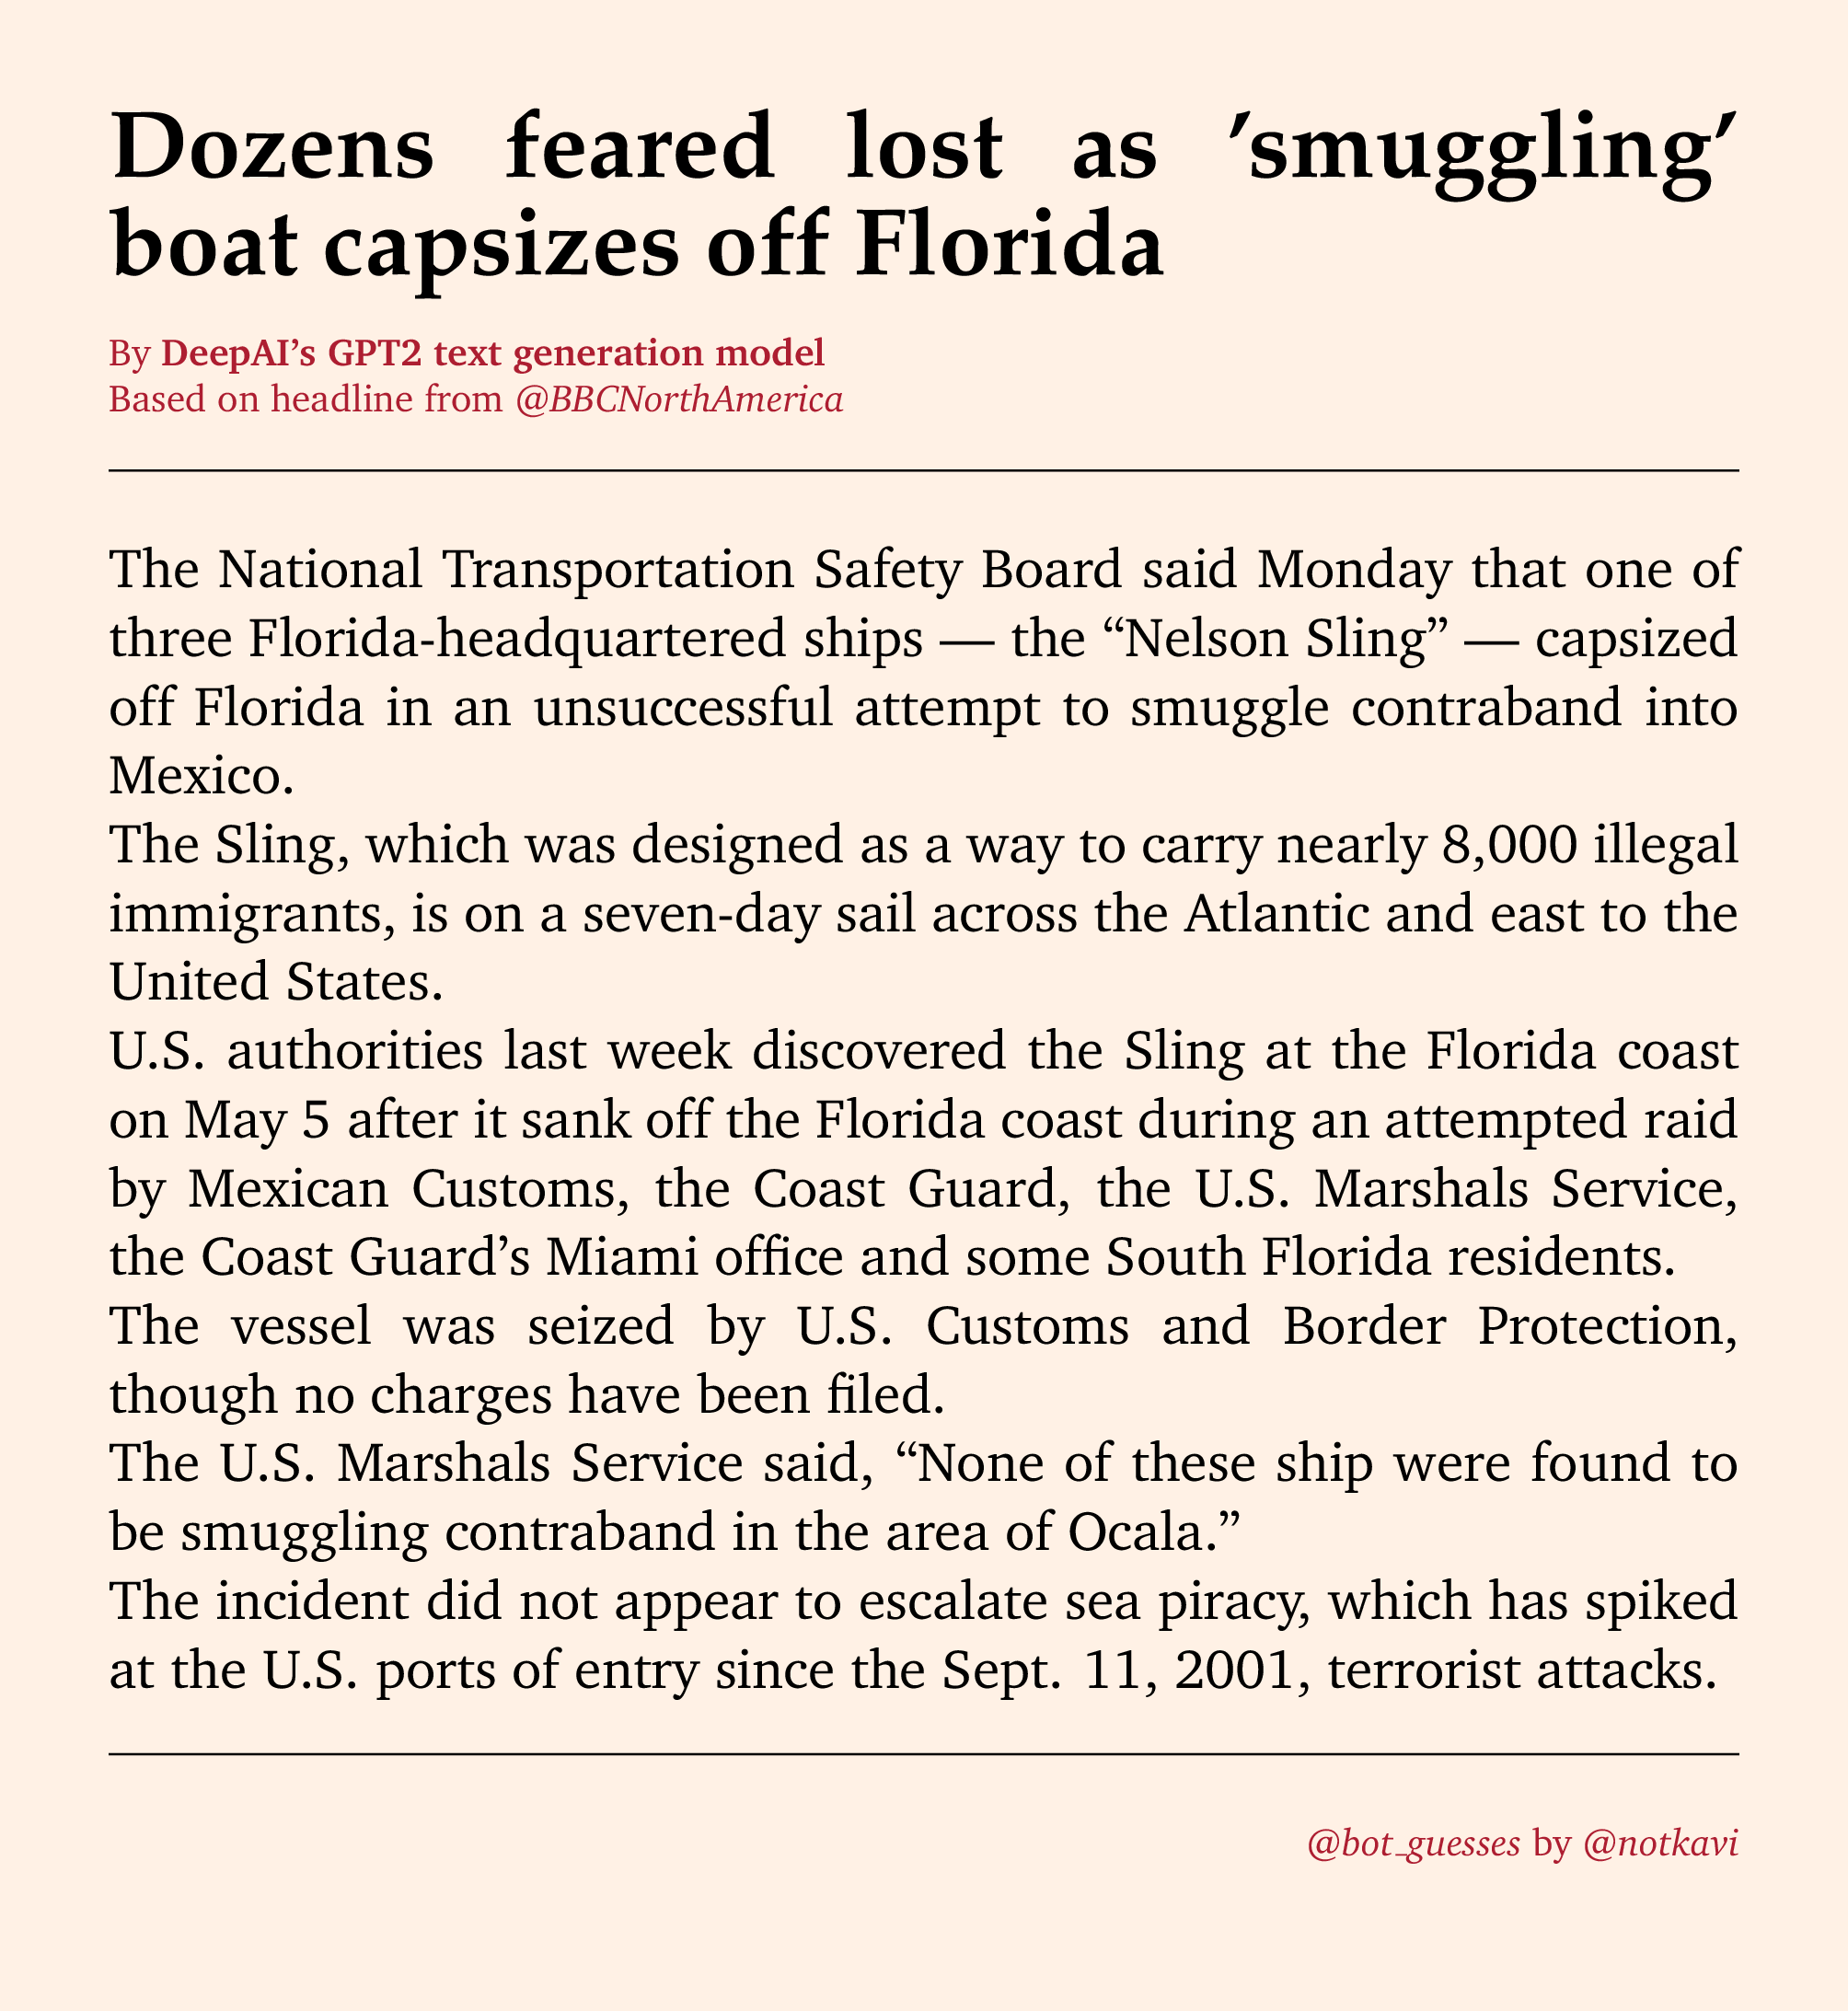 Dozens feared lost as ’smuggling’
boat capsizes off Florida
By DeepAI’s GPT2 text generation model
Based on headline from @BBCNorthAmerica
The National Transportation Safety Board said Monday that one of
three Florida-headquartered ships — the “Nelson Sling” — capsized
off Florida in an unsuccessful attempt to smuggle contraband into
Mexico.
The Sling, which was designed as a way to carry nearly 8,000 illegal
immigrants, is on a seven-day sail across the Atlantic and east to the
United States.
U.S. authorities last week discovered the Sling at the Florida coast
on May 5 after it sank off the Florida coast during an attempted raid
by Mexican Customs, the Coast Guard, the U.S. Marshals Service,
the Coast Guard’s Miami office and some South Florida residents.
The vessel was seized by U.S. Customs and Border Protection,
though no charges have been filed.
The U.S. Marshals Service said, “None of these ship were found to
be smuggling contraband in the area of Ocala.”
The incident did not appear to escalate sea piracy, which has spiked
at the U.S. ports of entry since the Sept. 11, 2001, terrorist attacks.
@bot_guesses by @notkavi